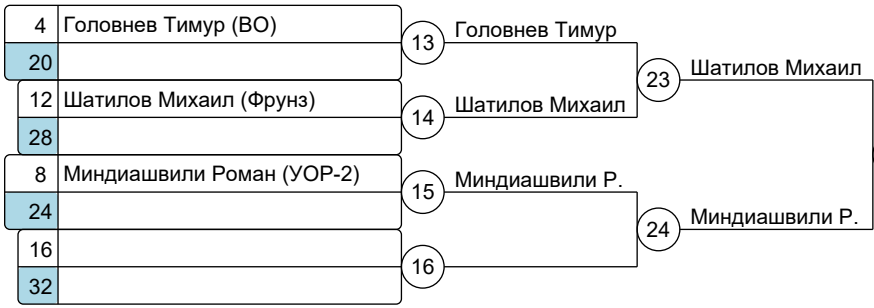 4 Головнев Тимур (ВО)
20
13 Головнев Тимур
12 Шатилов Михаил (Фрунз)
28
14 Шатилов Михаил
23 Шатилов Михаил
8 Миндиашвили Роман (УОР-2)
24
15 Миндиашвили Р.
16
32
16
24 Миндиашвили Р.